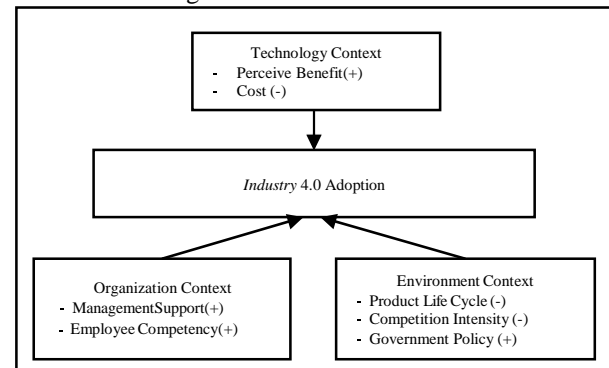 Technology Context
- Perceive Benefit(+)
- Cost (-)
Industry 4.0 Adoption
Organization Context
- ManagementSupport(+)
- Employee Competency(+)
Environment Context
- Product Life Cycle (-)
- Competition Intensity (-)
- Government Policy (+)